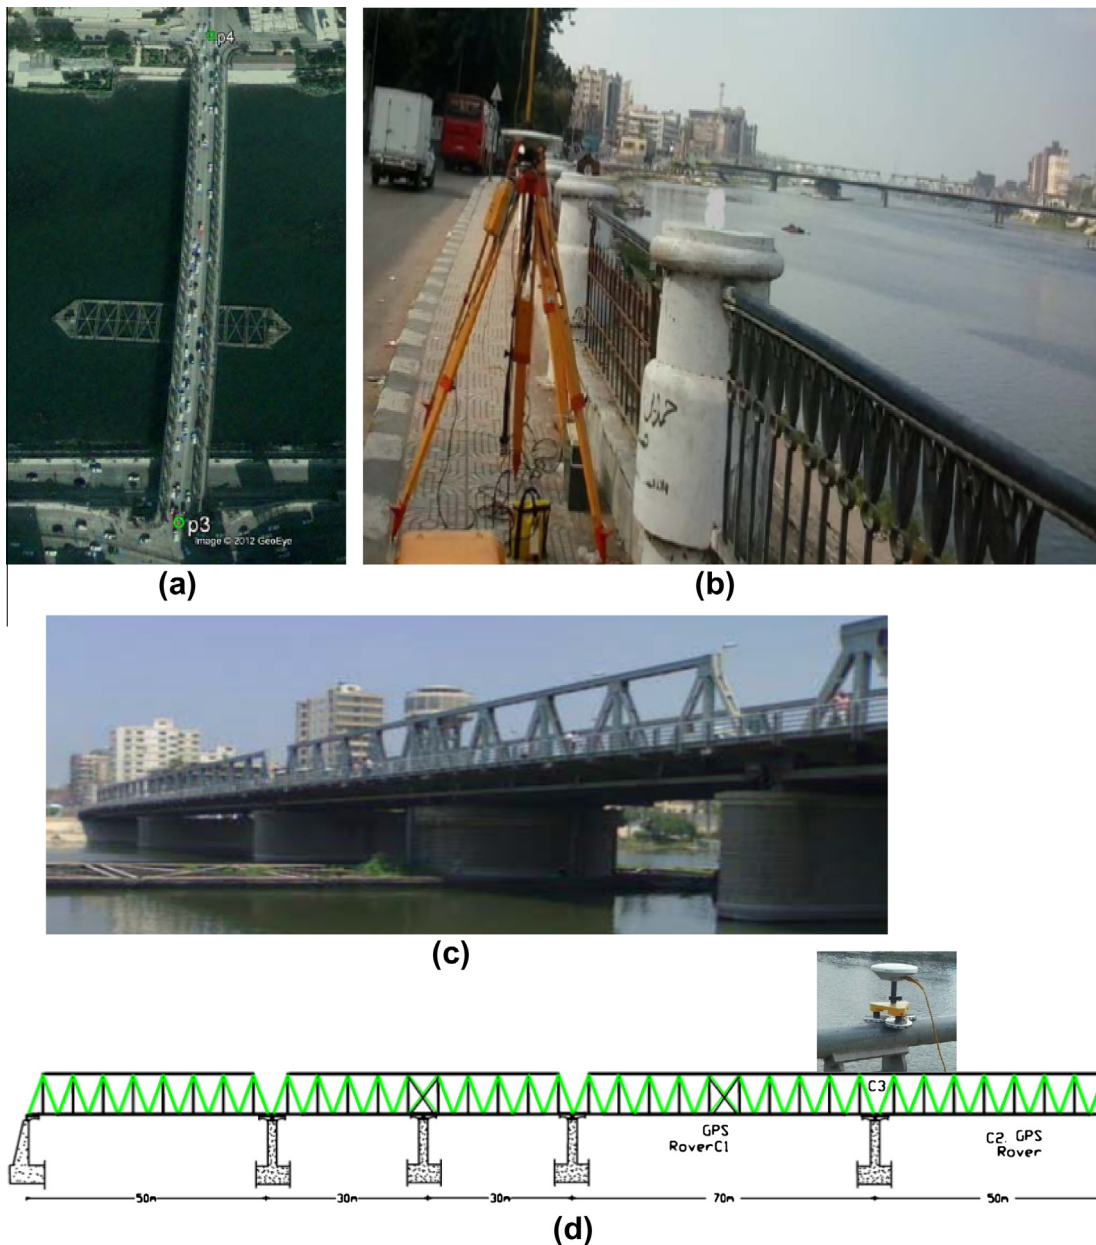 p4
p3
Image © 2012 GeoEye
(a)
(b)
(c)
C3
GPS
RoverC1
C2. GPS
Rover
50m
30m
30m
70m
50m
(d)